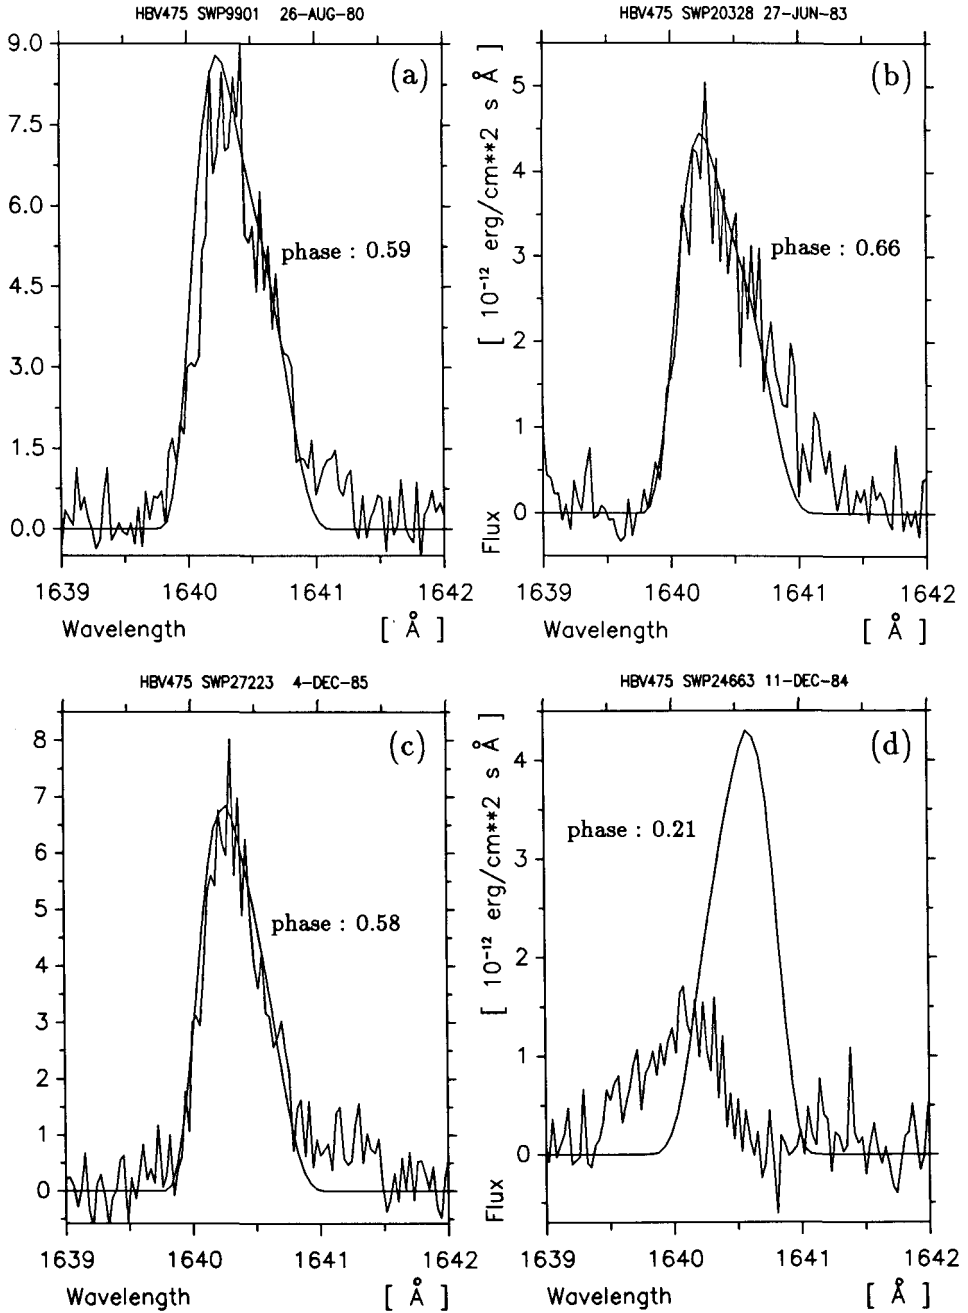 HBV475 SWP9901 26-AUG-80
(a)
9.0
7.5
6.0
4.5
3.0
1.5
0.0
phase : 0.59
1639 1640 1641 1642
Wavelength [ Å ]
HBV475 SWP20328 27-JUN-83
(b)
Flux [ 10⁻¹² erg/cm**2 s Å ]
5
4
3
2
1
0
phase : 0.66
1639 1640 1641 1642
Wavelength [ Å ]
HBV475 SWP27223 4-DEC-85
(c)
8
7
6
5
4
3
2
1
0
phase : 0.58
1639 1640 1641 1642
Wavelength [ Å ]
HBV475 SWP24663 11-DEC-84
(d)
Flux [ 10⁻¹² erg/cm**2 s Å ]
4
3
2
1
0
phase : 0.21
1639 1640 1641 1642
Wavelength [ Å ]